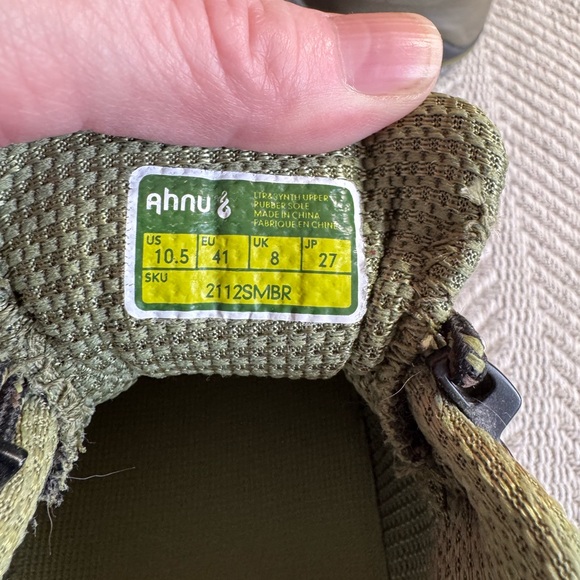 Ahnu
LTR&SYNTH UPPER
RUBBER SOLE
MADE IN CHINA
FABRIQUE EN CHINE
US EU UK JP
10.5 41 8 27
SKU
2112SMBR